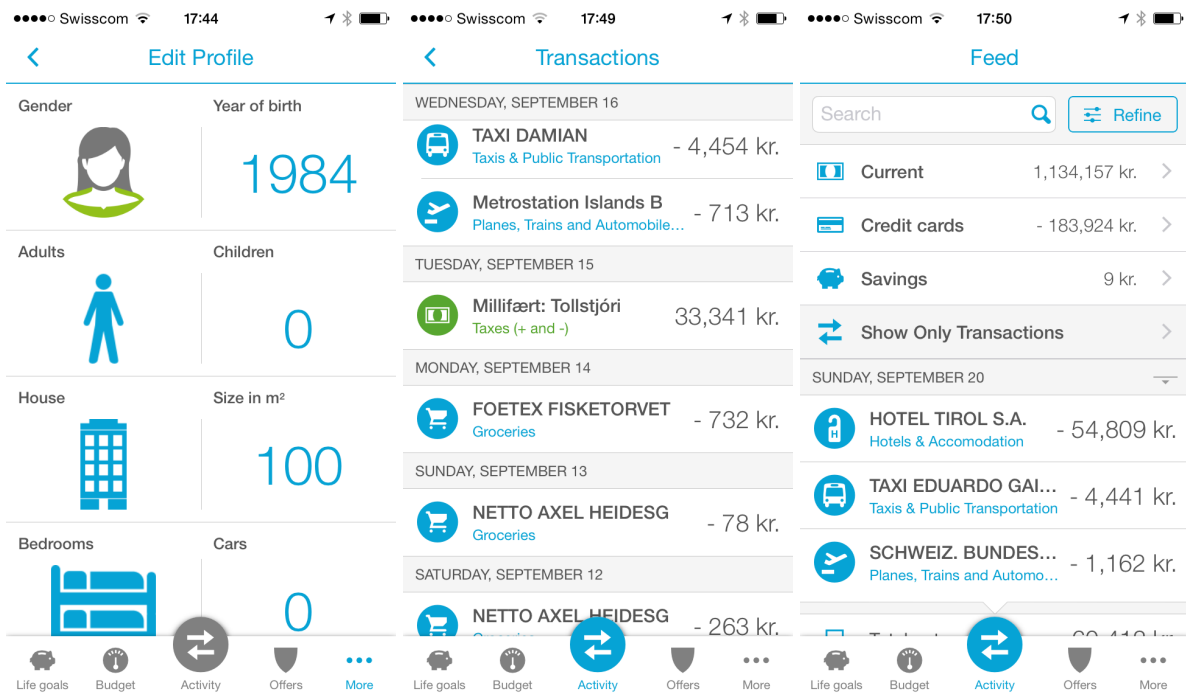 Swisscom 17:44
Edit Profile
Gender Year of birth
1984
Adults Children
0
House Size in m²
100
Bedrooms Cars
0
Life goals Budget Activity Offers More
Swisscom 17:49
Transactions
WEDNESDAY, SEPTEMBER 16
TAXI DAMIAN
Taxis & Public Transportation
- 4,454 kr.
Metrostation Islands B
Planes, Trains and Automobile...
- 713 kr.
TUESDAY, SEPTEMBER 15
Millifært: Tollstjóri
Taxes (+ and -)
33,341 kr.
MONDAY, SEPTEMBER 14
FOETEX FISKETORVET
Groceries
- 732 kr.
SUNDAY, SEPTEMBER 13
NETTO AXEL HEIDESG
Groceries
- 78 kr.
SATURDAY, SEPTEMBER 12
NETTO AXEL HEIDESG
- 263 kr.
Life goals Budget Activity Offers More
Swisscom 17:50
Feed
Search
Refine
Current 1,134,157 kr.
Credit cards - 183,924 kr.
Savings 9 kr.
Show Only Transactions
SUNDAY, SEPTEMBER 20
HOTEL TIROL S.A.
Hotels & Accomodation
- 54,809 kr.
TAXI EDUARDO GAI...
Taxis & Public Transportation
- 4,441 kr.
SCHWEIZ. BUNDES...
Planes, Trains and Automo...
- 1,162 kr.
Life goals Budget Activity Offers More